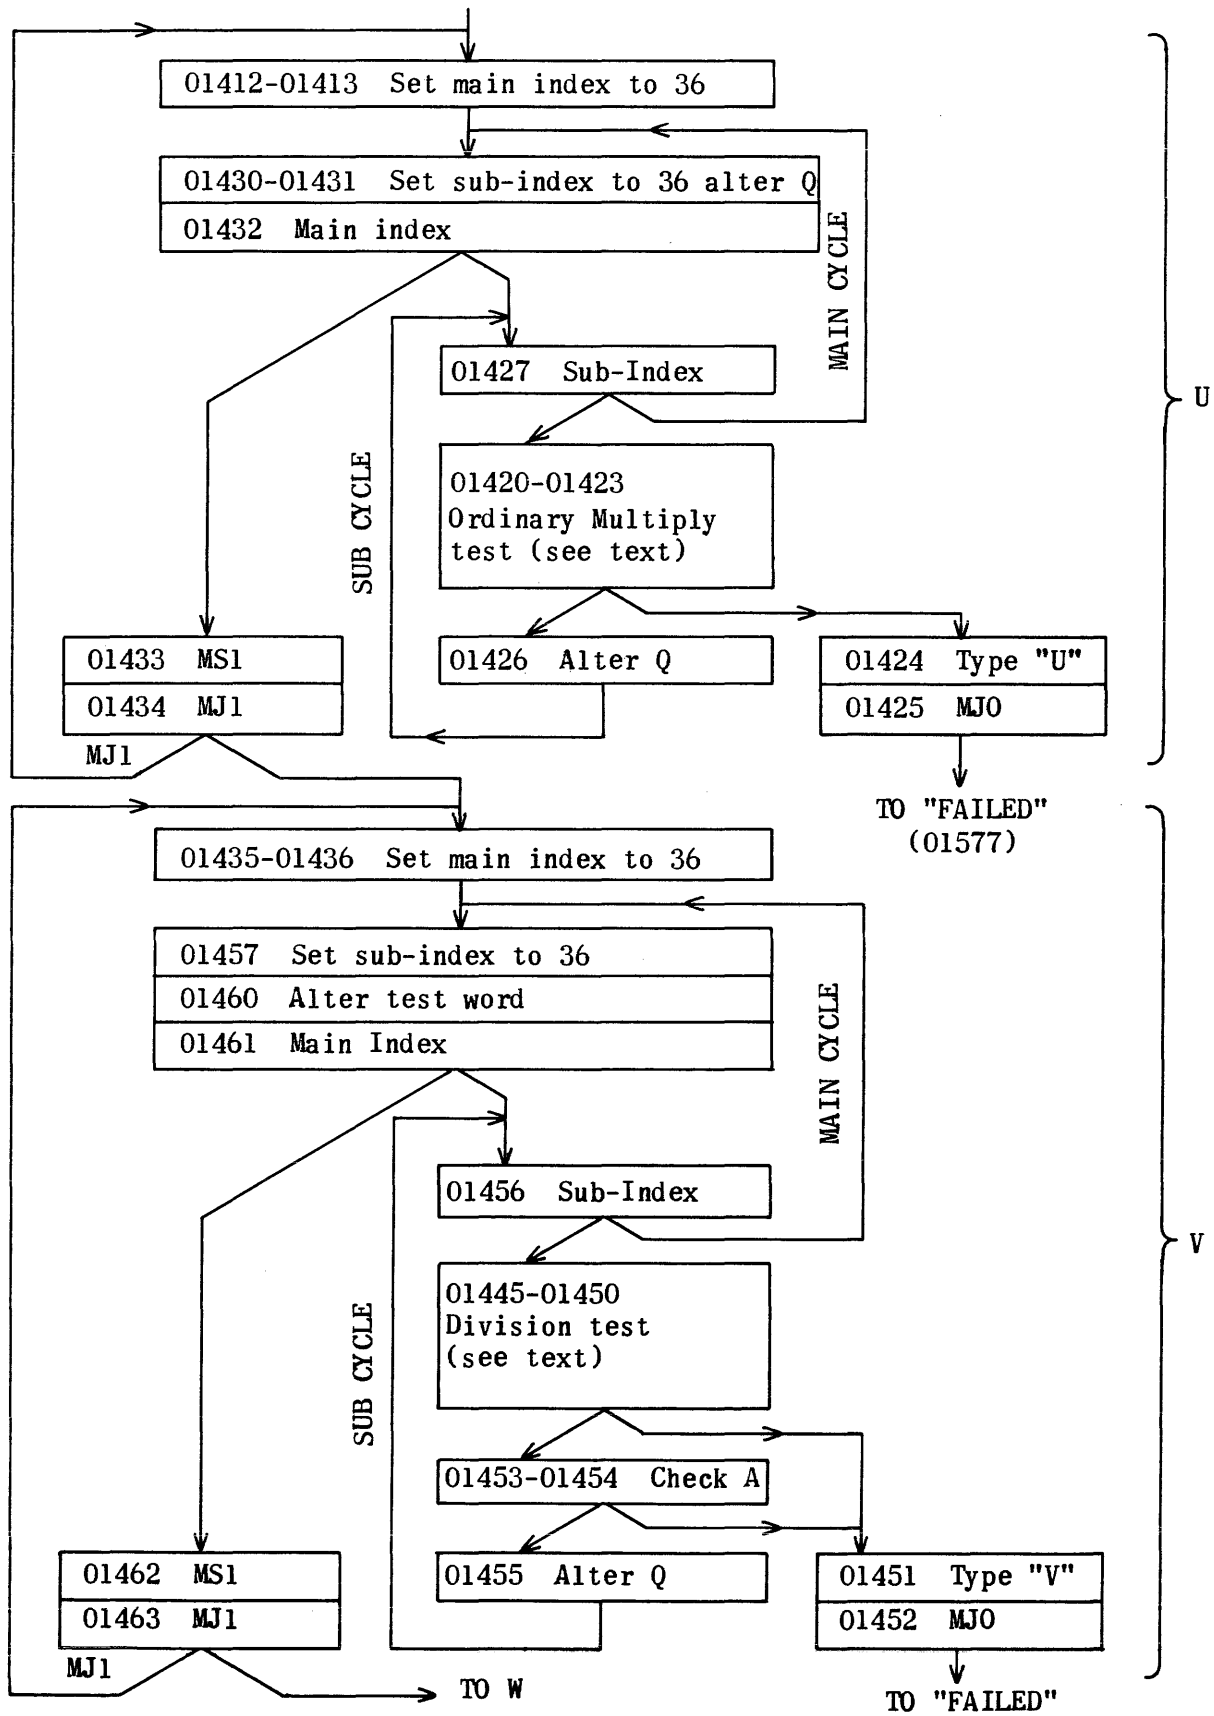 01412-01413 Set main index to 36
01430-01431 Set sub-index to 36 alter Q
01432 Main index
MAIN CYCLE
01427 Sub-Index
U
SUB CYCLE
01420-01423
Ordinary Multiply
test (see text)
01433 MS1
01434 MJ1
01426 Alter Q
01424 Type "U"
01425 MJO
MJ1
TO "FAILED"
(01577)
01435-01436 Set main index to 36
01457 Set sub-index to 36
01460 Alter test word
01461 Main Index
MAIN CYCLE
01456 Sub-Index
V
SUB CYCLE
01445-01450
Division test
(see text)
01453-01454 Check A
01462 MS1
01463 MJ1
01455 Alter Q
01451 Type "V"
01452 MJO
MJ1
TO W
TO "FAILED"